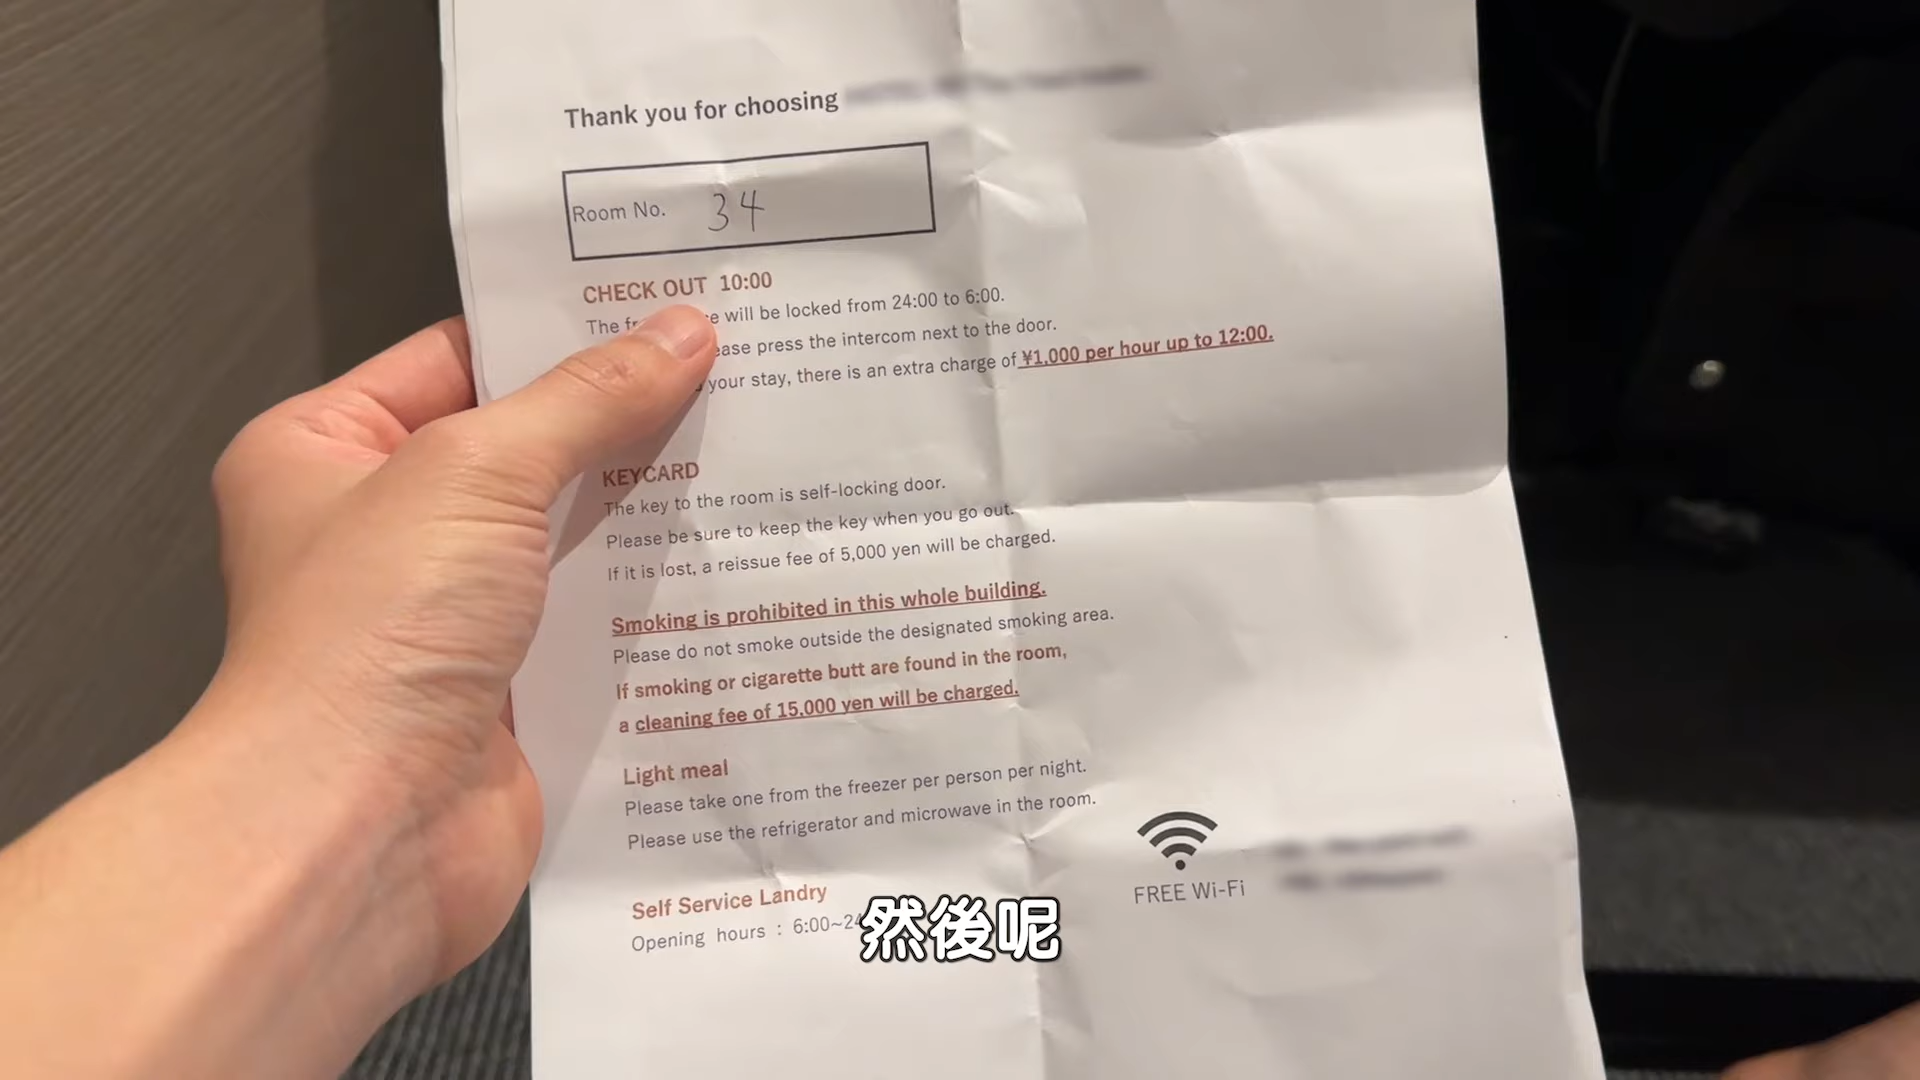 Thank you for choosing
Room No. 34
CHECK OUT 10:00
The will be locked from 24:00 to 6:00.
press the intercom next to the door.
your stay, there is an extra charge of ¥1,000 per hour up to 12:00.
KEYCARD
The key to the room is self-locking door.
Please be sure to keep the key when you go out.
If it is lost, a reissue fee of 5,000 yen will be charged.
Smoking is prohibited in this whole building.
Please do not smoke outside the designated smoking area.
If smoking or cigarette butt are found in the room,
a cleaning fee of 15,000 yen will be charged.
Light meal
Please take one from the freezer per person per night.
Please use the refrigerator and microwave in the room.
FREE Wi-Fi
Self Service Landry
Opening hours : 6:00~24
然後呢